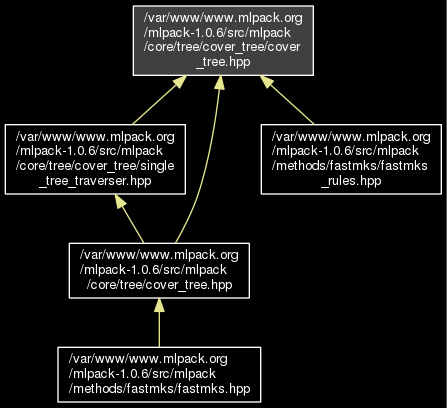 /var/www/www.mlpack.org
/mlpack-1.0.6/src/mlpack
/core/tree/cover_tree/cover
_tree.hpp
/var/www/www.mlpack.org
/mlpack-1.0.6/src/mlpack
/core/tree/cover_tree/single
_tree_traverser.hpp
/var/www/www.mlpack.org
/mlpack-1.0.6/src/mlpack
/methods/fastmks/fastmks
_rules.hpp
/var/www/www.mlpack.org
/mlpack-1.0.6/src/mlpack
/core/tree/cover_tree.hpp
/var/www/www.mlpack.org
/mlpack-1.0.6/src/mlpack
/methods/fastmks/fastmks.hpp